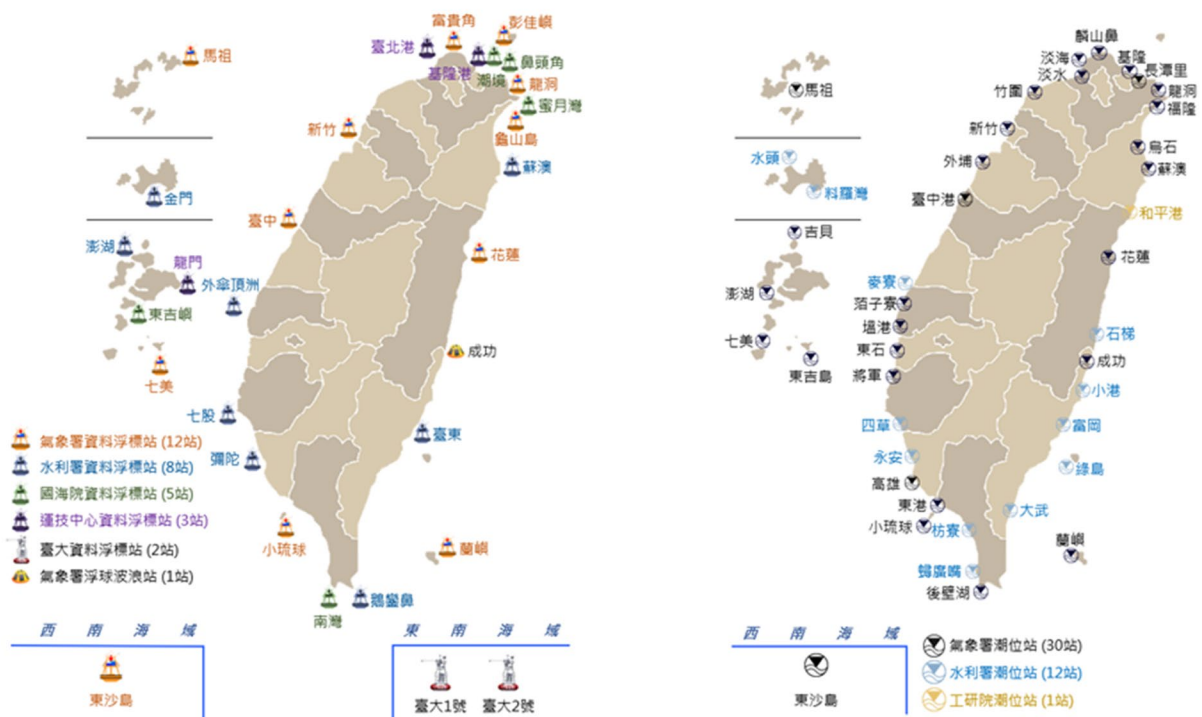 富貴角
彭佳嶼
臺北港
基隆港
潮境
鼻頭角
龍洞
蜜月灣
龜山島
馬祖
新竹
蘇澳
金門
臺中
花蓮
澎湖
龍門
外傘頂洲
東吉嶼
七美
成功
七股
臺東
彌陀
小琉球
蘭嶼
南灣
鵝鑾鼻
氣象署資料浮標站 (12站)
水利署資料浮標站 (8站)
國海院資料浮標站 (5站)
運技中心資料浮標站 (3站)
臺大資料浮標站 (2站)
氣象署浮球波浪站 (1站)
西 南 海 域
東沙島
東 南 海 域
臺大1號
臺大2號
麟山鼻
淡海
基隆
淡水
長潭里
竹圍
龍洞
福隆
馬祖
新竹
烏石
水頭
外埔
蘇澳
料羅灣
臺中港
和平港
吉貝
花蓮
麥寮
澎湖
箔子寮
塭港
石梯
七美
東石
成功
東吉島
將軍
小港
四草
富岡
永安
綠島
高雄
東港
大武
小琉球
枋寮
蘭嶼
蟳廣嘴
後壁湖
西 南 海 域
東沙島
氣象署潮位站 (30站)
水利署潮位站 (12站)
工研院潮位站 (1站)